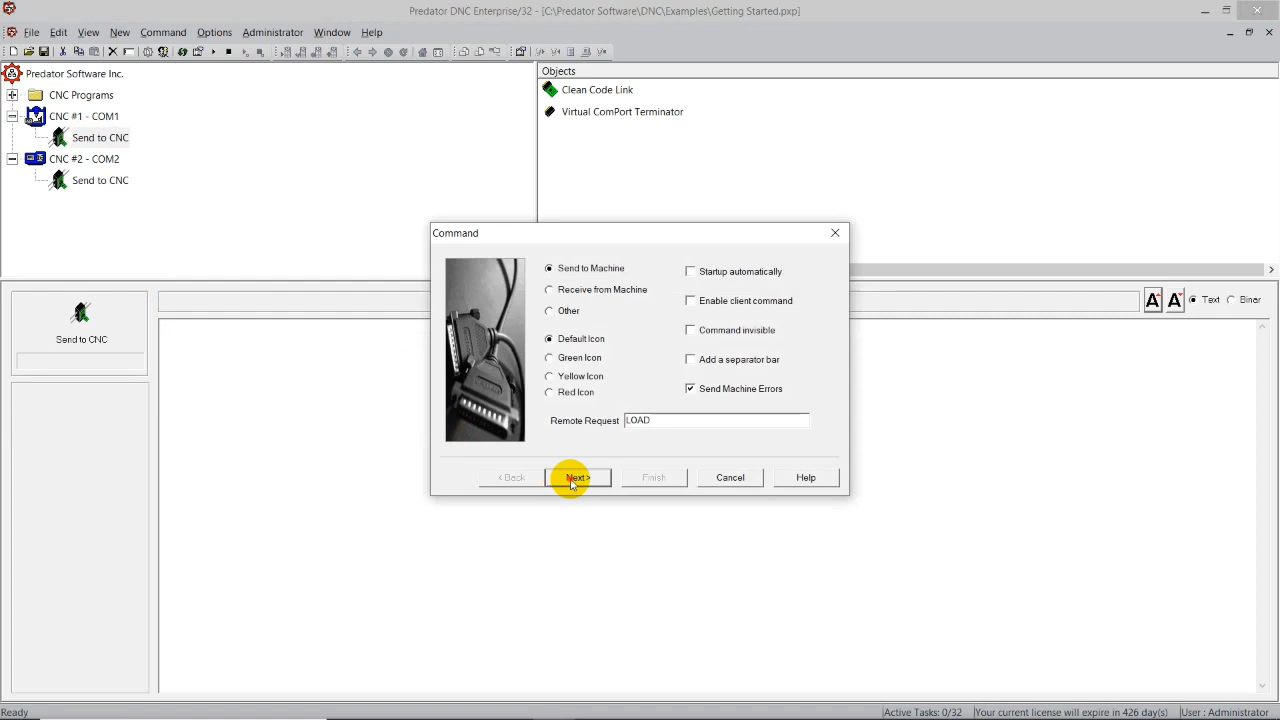 Predator DNC Enterprise/32 - [C:\Predator Software\DNC\Examples\Getting Started.pxp]
File Edit View New Command Options Administrator Window Help
Predator Software Inc.
CNC Programs
CNC #1 - COM1
Send to CNC
CNC #2 - COM2
Send to CNC
Objects
Clean Code Link
Virtual ComPort Terminator
Send to CNC
A A Text Binar
Command
Send to Machine
Receive from Machine
Other
Default Icon
Green Icon
Yellow Icon
Red Icon
Startup automatically
Enable client command
Command invisible
Add a separator bar
Send Machine Errors
Remote Request LOAD
< Back Next > Finish Cancel Help
Ready Active Tasks: 0/32 Your current license will expire in 426 day(s) User : Administrator